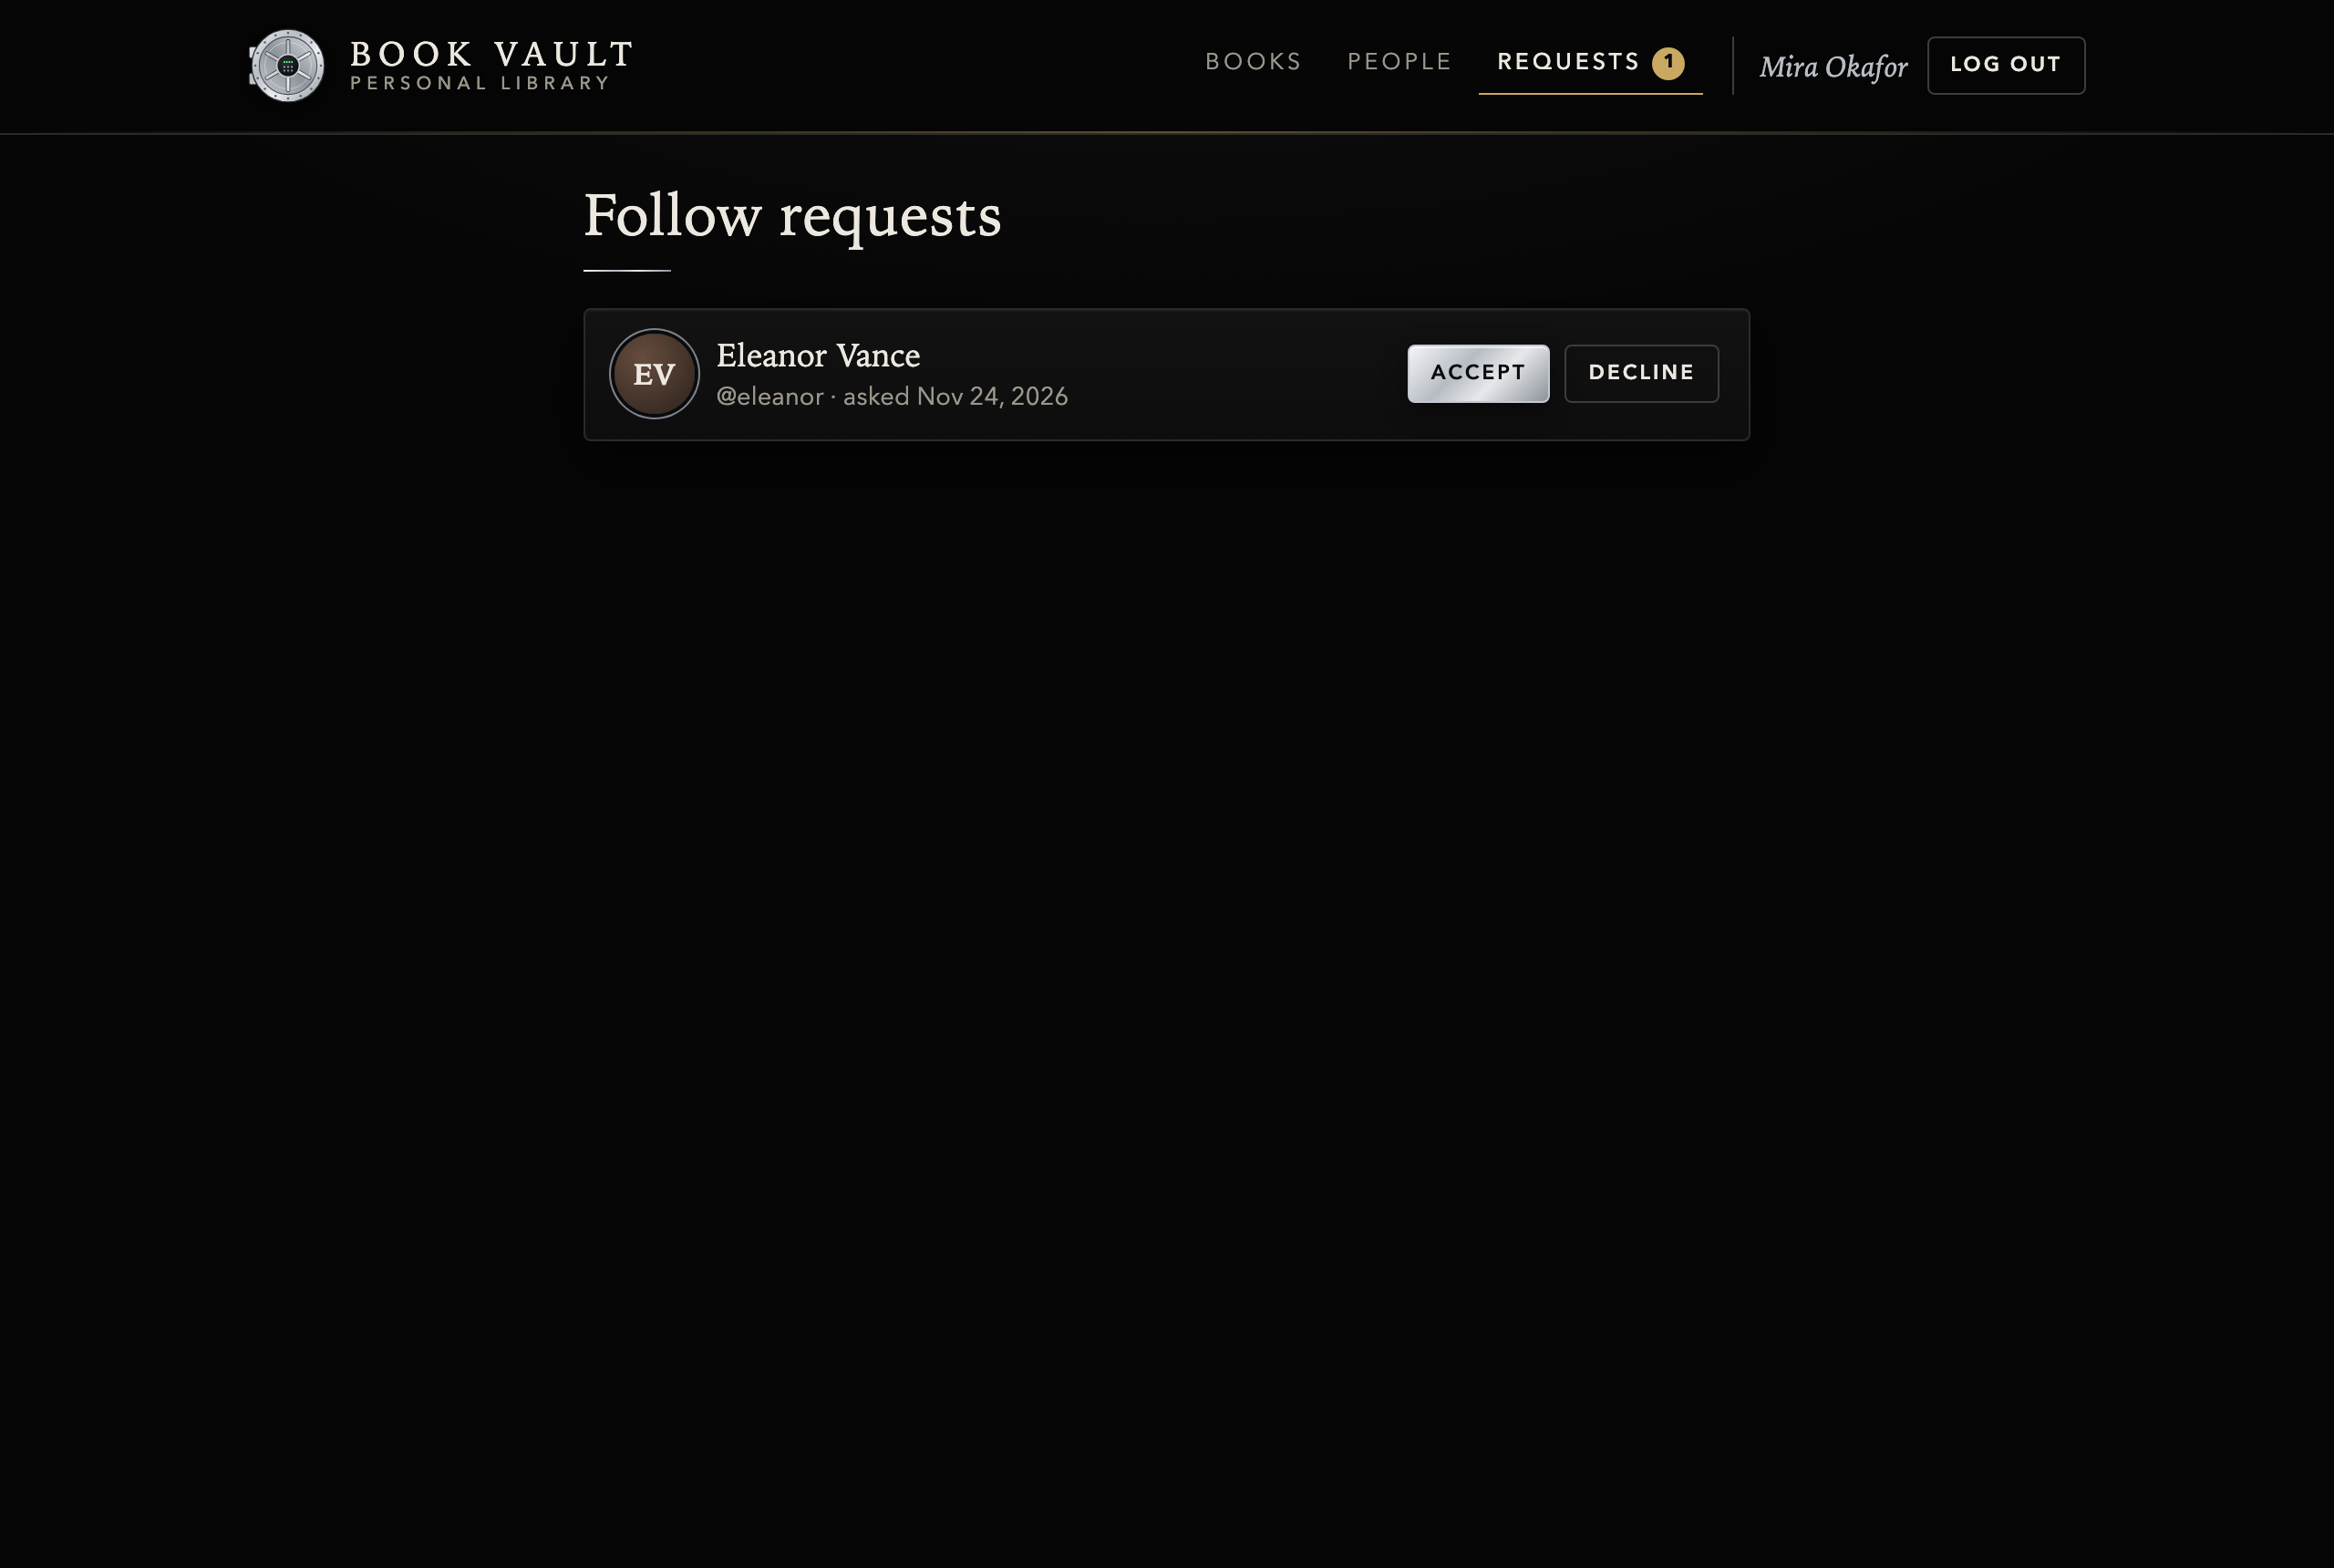 BOOK VAULT
PERSONAL LIBRARY
BOOKS
PEOPLE
REQUESTS 1
Mira Okafor
LOG OUT
Follow requests
EV
Eleanor Vance
@eleanor · asked Nov 24, 2026
ACCEPT
DECLINE